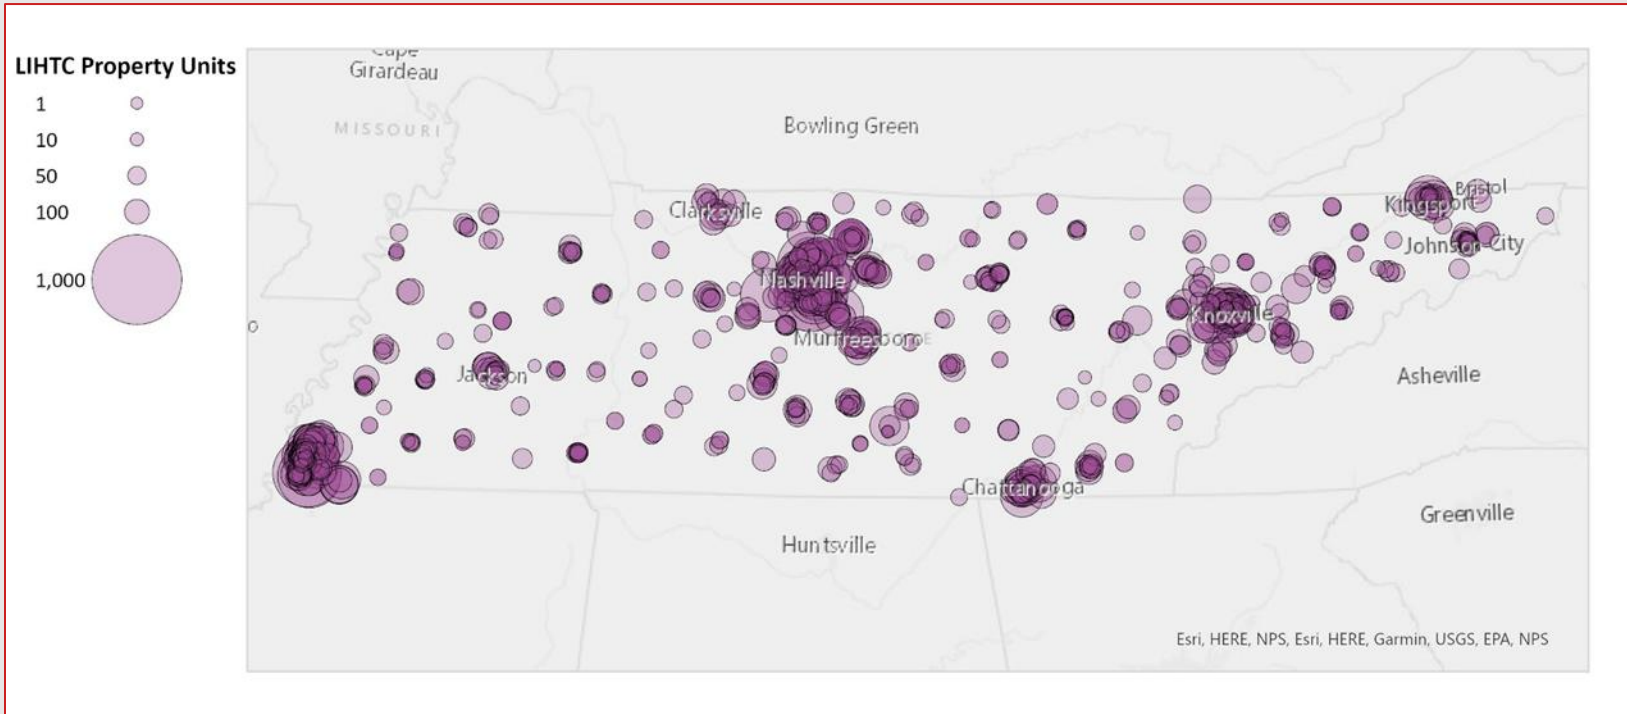 Cape
Girardeau
LIHTC Property Units
1
10
50
100
1,000
MISSOURI
Bowling Green
Bristol
Kingsport
Clarksville
Johnson City
Nashville
Knoxville
o
Murfreesboro
Jackson
Asheville
Chattanooga
Greenville
Huntsville
Esri, HERE, NPS, Esri, HERE, Garmin, USGS, EPA, NPS